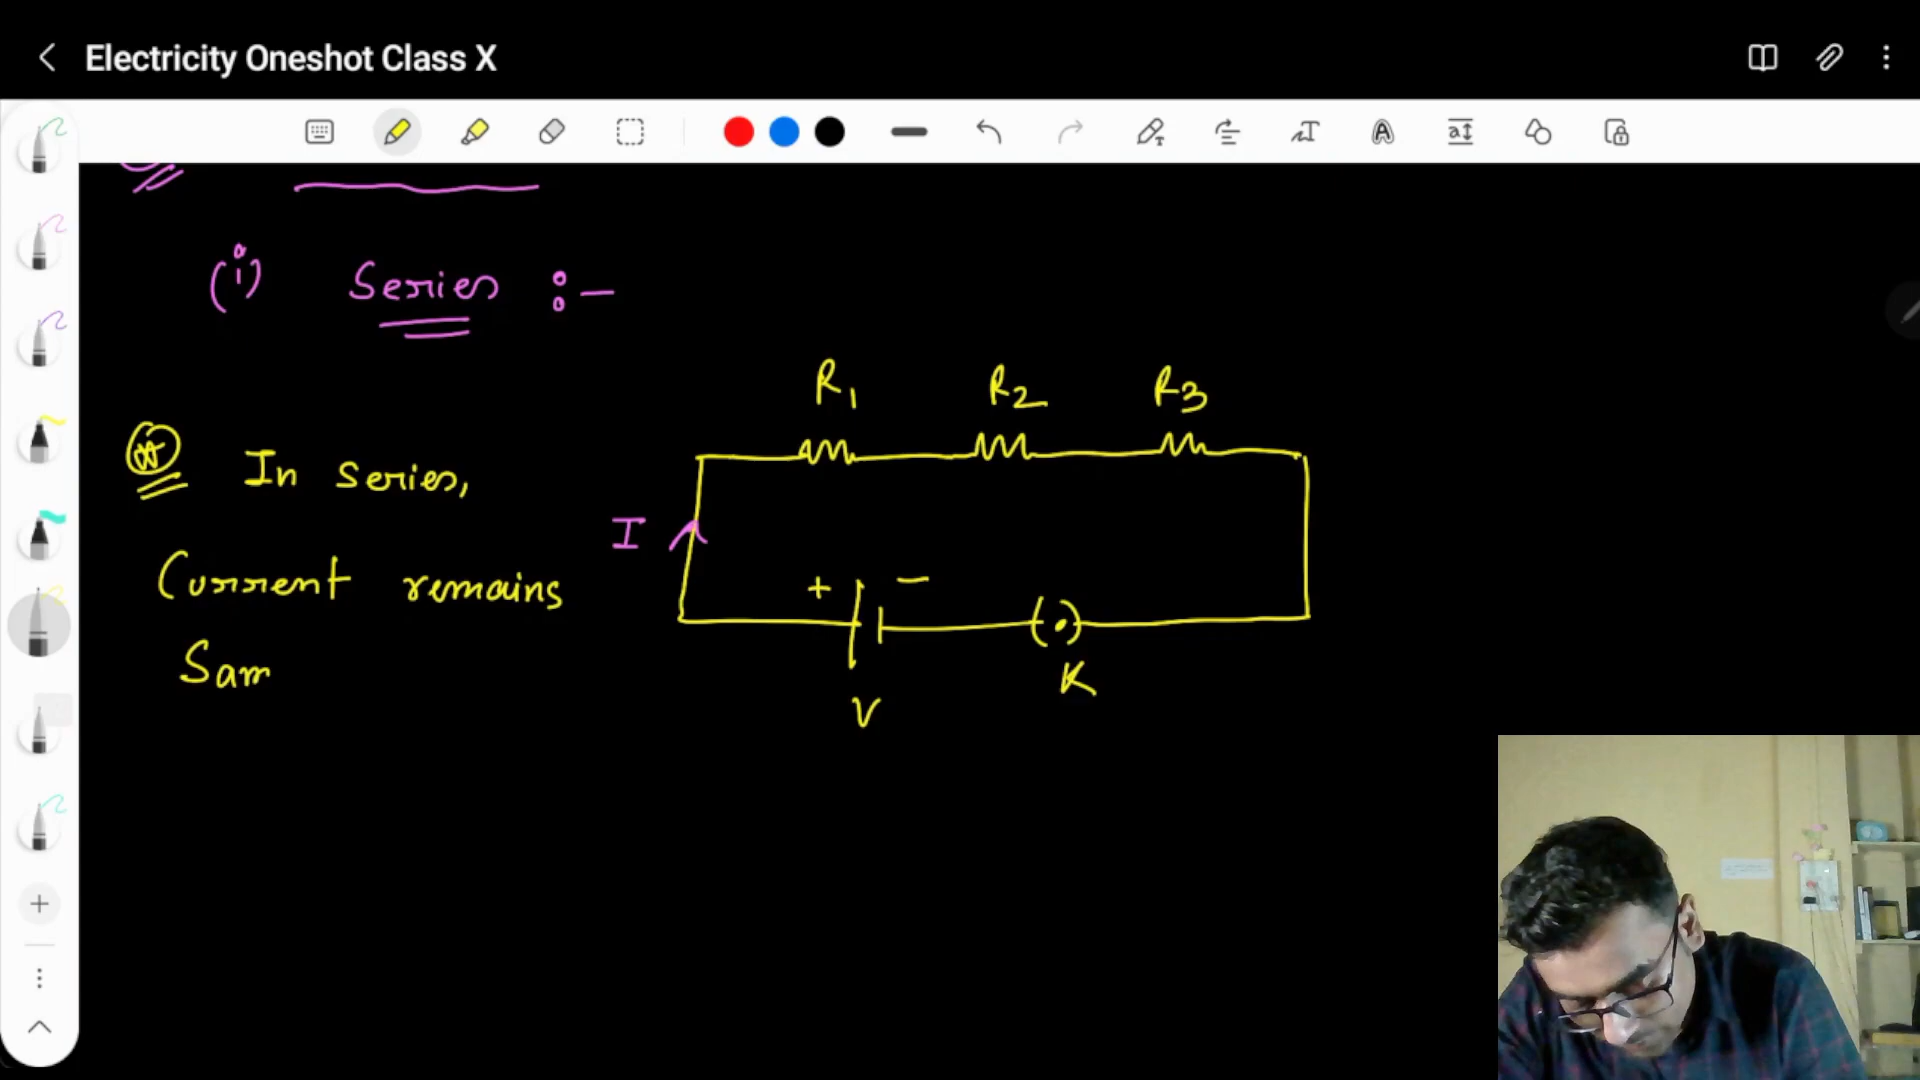 Electricity Oneshot Class X
(i) Series :-
R1 R2 R3
In series,
I
Current remains
+ -
Sam
K
V